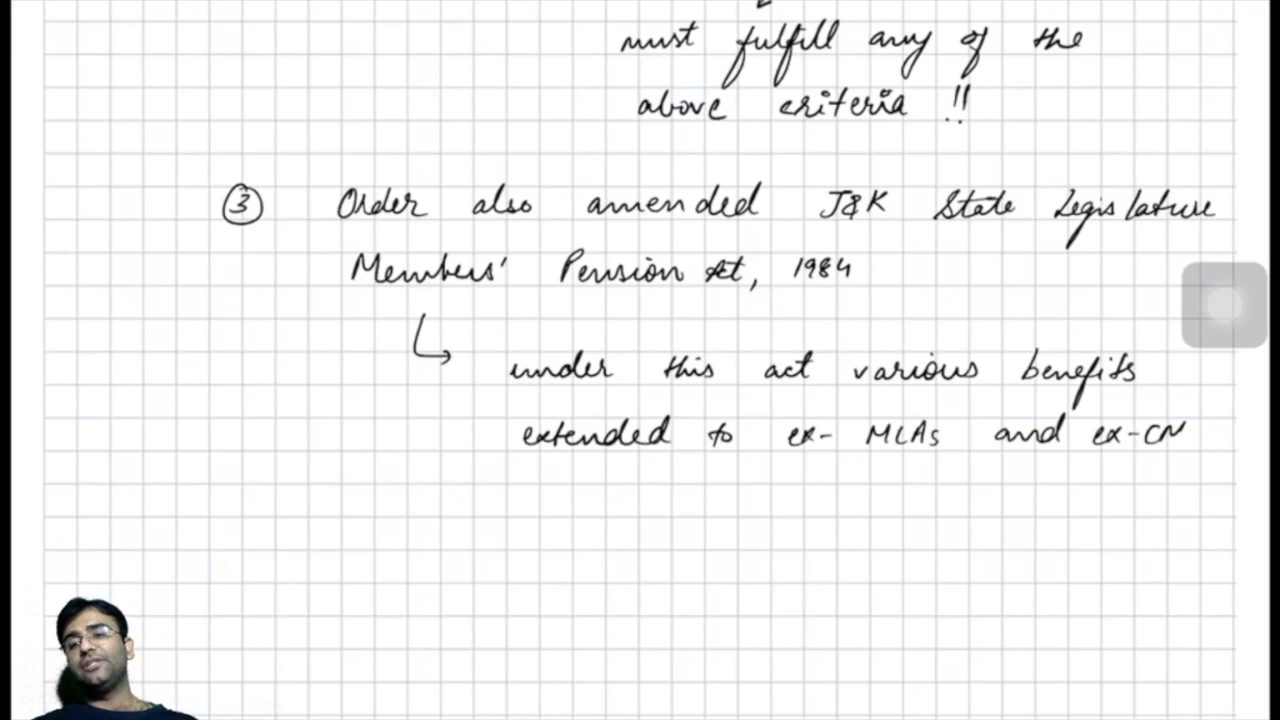 must fulfill any of the
above criteria !!
③ Order also amended J&K State Legislature
Members' Pension Act, 1984
↳ under this act various benefits
extended to ex- MLAs and ex-CM